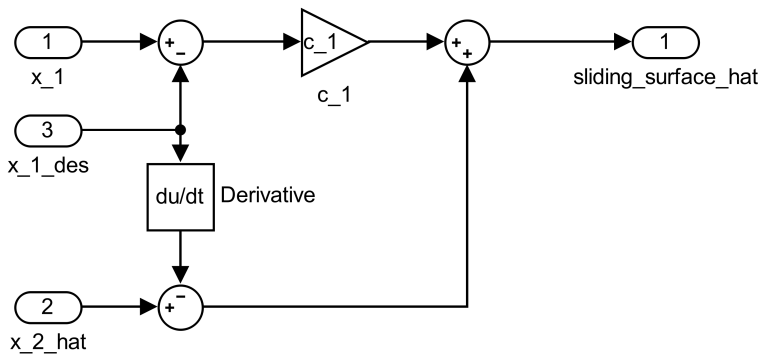 1
x_1
+
−
c_1
c_1
+
+
1
sliding_surface_hat
3
x_1_des
du/dt
Derivative
2
x_2_hat
+
−